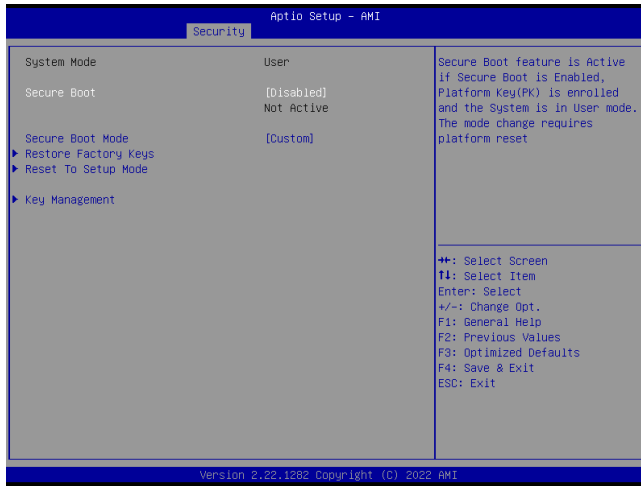 Aptio Setup - AMI
Security
System Mode User
Secure Boot [Disabled]
Not Active
Secure Boot Mode [Custom]
Restore Factory Keys
Reset To Setup Mode
Key Management
Secure Boot feature is Active
if Secure Boot is Enabled,
Platform Key(PK) is enrolled
and the System is in User mode.
The mode change requires
platform reset
→←: Select Screen
↑↓: Select Item
Enter: Select
+/-: Change Opt.
F1: General Help
F2: Previous Values
F3: Optimized Defaults
F4: Save & Exit
ESC: Exit
Version 2.22.1282 Copyright (C) 2022 AMI